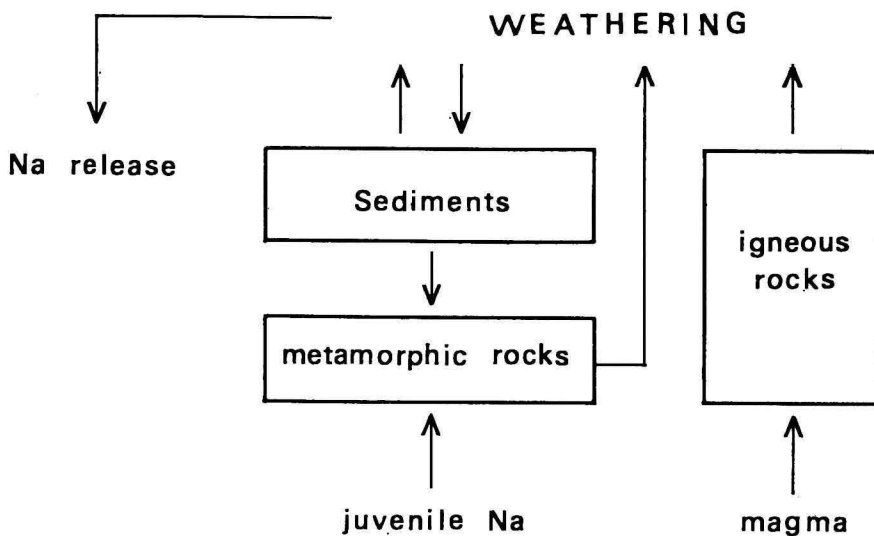 WEATHERING
Na release
Sediments
igneous
rocks
metamorphic rocks
juvenile Na
magma